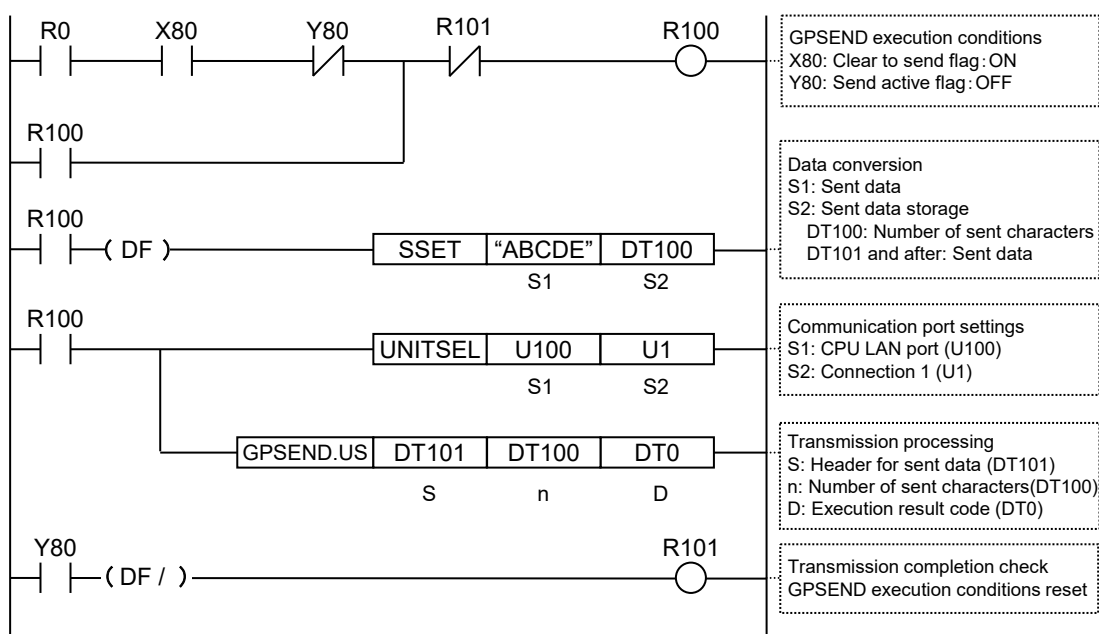 R0 X80 Y80 R101 R100
GPSEND execution conditions
X80: Clear to send flag:ON
Y80: Send active flag:OFF
R100
R100
( DF )
SSET “ABCDE” DT100
S1 S2
Data conversion
S1: Sent data
S2: Sent data storage
DT100: Number of sent characters
DT101 and after: Sent data
R100
UNITSEL U100 U1
S1 S2
Communication port settings
S1: CPU LAN port (U100)
S2: Connection 1 (U1)
GPSEND.US DT101 DT100 DT0
S n D
Transmission processing
S: Header for sent data (DT101)
n: Number of sent characters(DT100)
D: Execution result code (DT0)
Y80 R101
( DF / )
Transmission completion check
GPSEND execution conditions reset